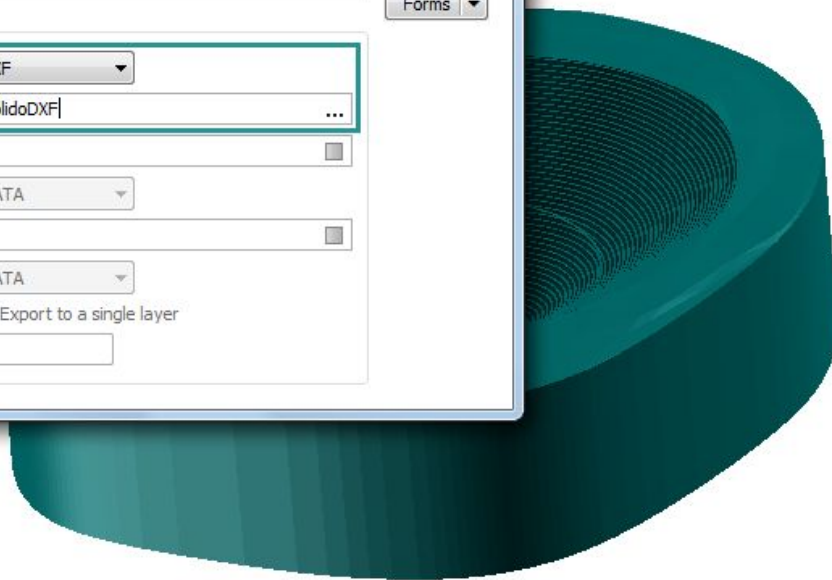 Forms
F
lidoDXF
...
ATA
ATA
Export to a single layer